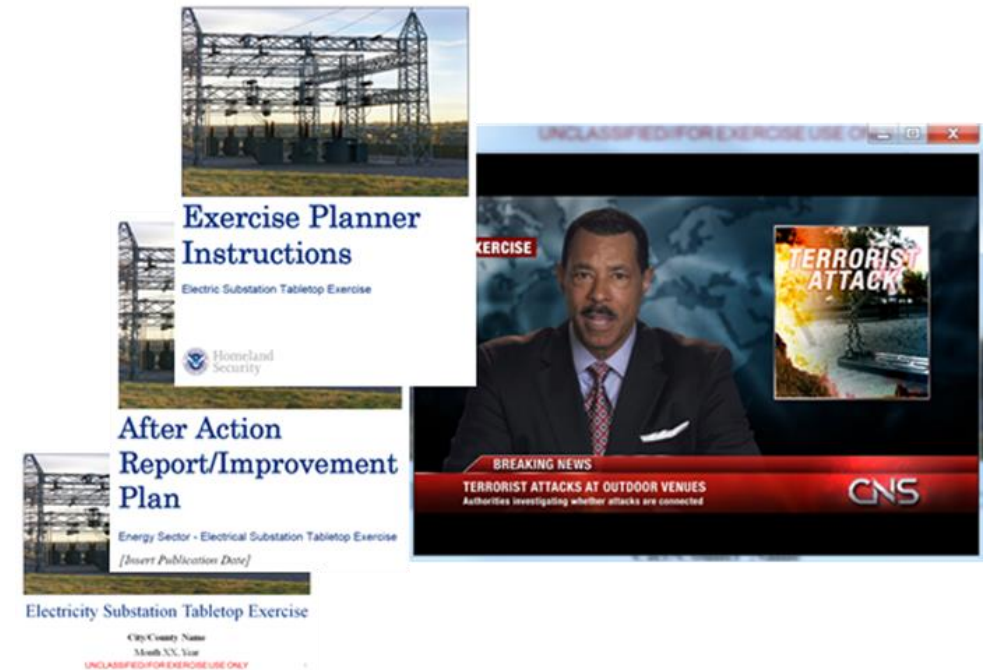 Exercise Planner
Instructions
Electric Substation Tabletop Exercise
Homeland
Security
After Action
Report/Improvement
Plan
Energy Sector - Electrical Substation Tabletop Exercise
[Insert Publication Date]
Electricity Substation Tabletop Exercise
City/County Name
Month XX, Year
UNCLASSIFIED//FOR EXERCISE USE ONLY
UNCLASSIFIED//FOR EXERCISE USE
XERCISE
TERRORIST
ATTACK
BREAKING NEWS
TERRORIST ATTACKS AT OUTDOOR VENUES
Authorities investigating whether attacks are connected
CNS